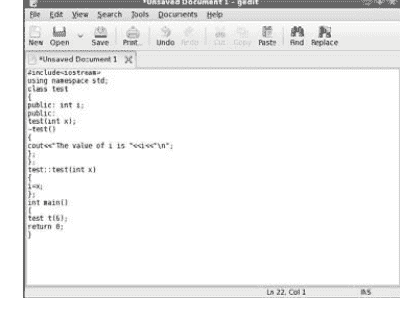 *Unsaved Document 1 - gedit
File Edit View Search Tools Documents Help
New Open Save Print... Undo Redo Cut Copy Paste Find Replace
*Unsaved Document 1
#include<iostream>
using namespace std;
class test
{
public: int i;
public:
test(int x);
~test()
{
cout<<"The value of i is "<<i<<"\n";
};
};
test::test(int x)
{
i=x;
};
int main()
{
test t(6);
return 0;
}
Ln 22, Col 1 INS